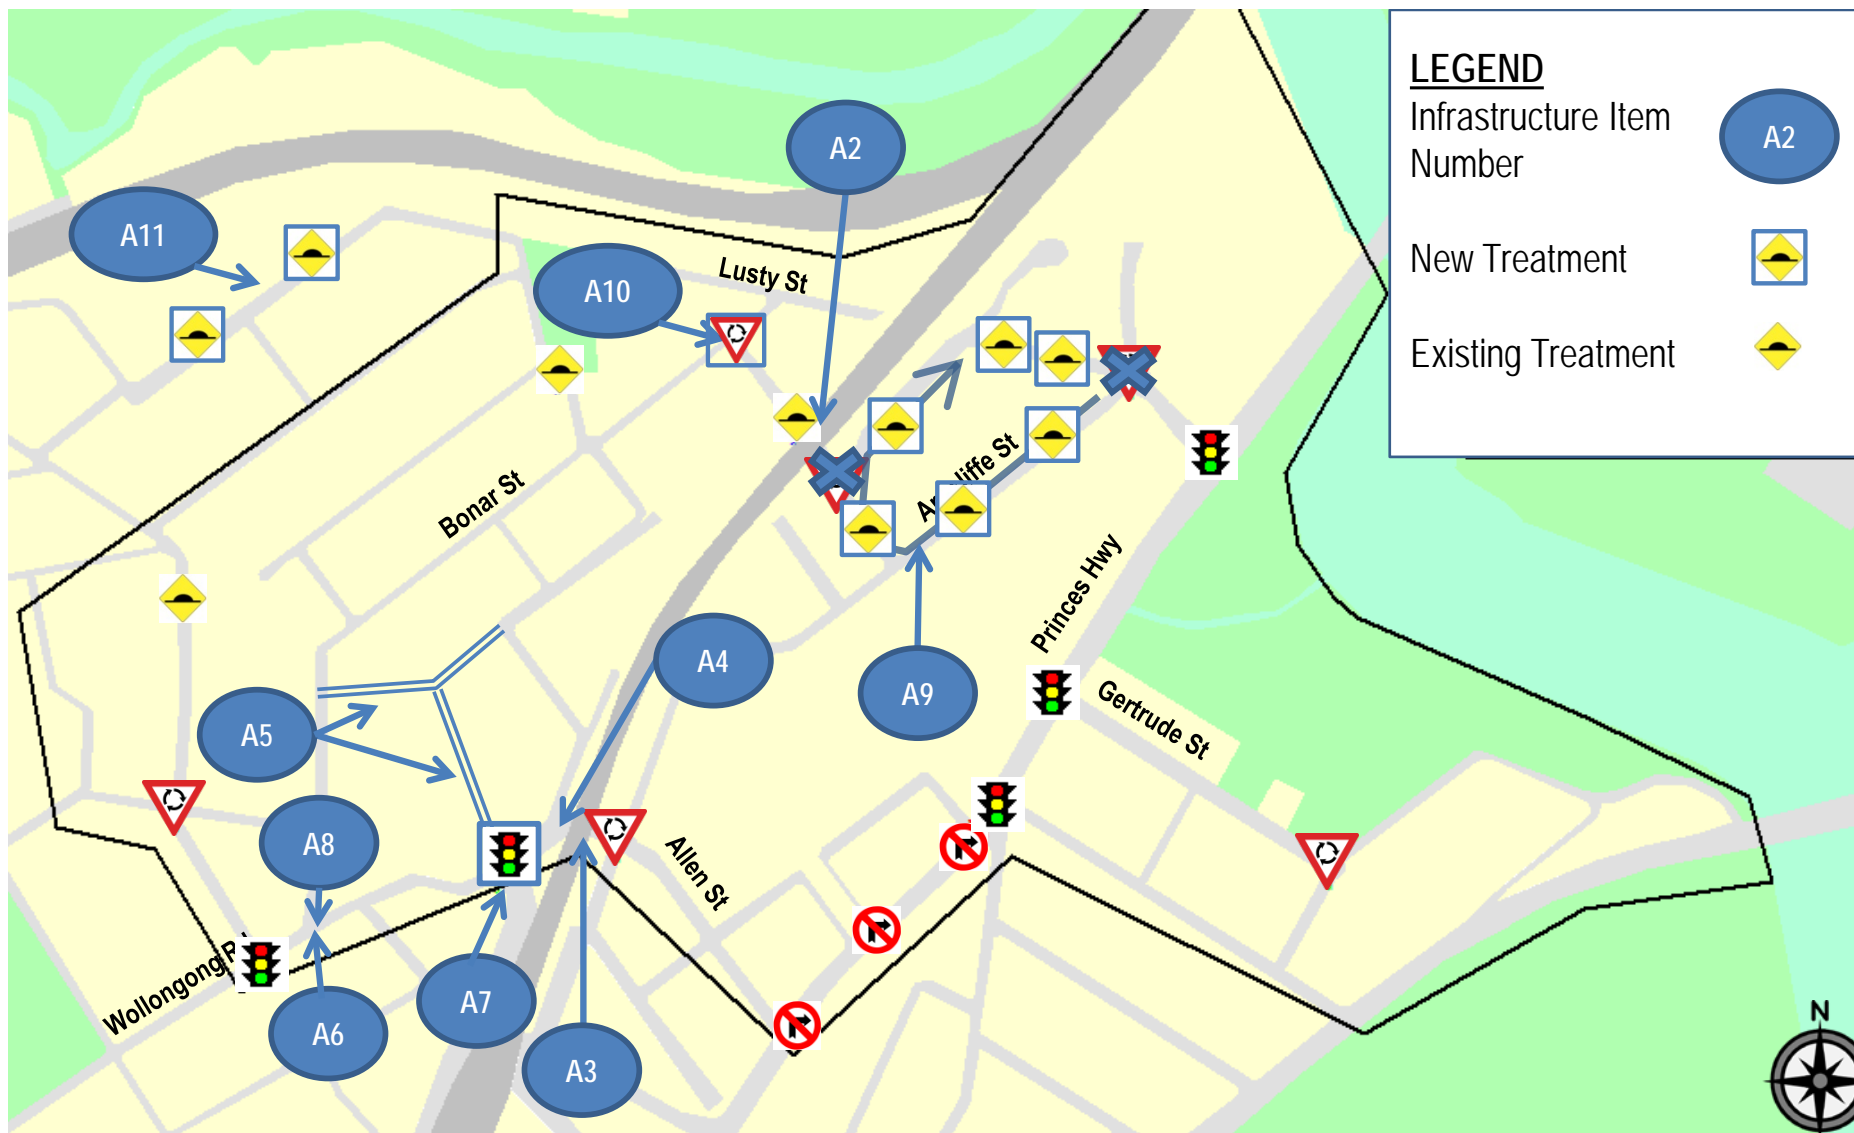 LEGEND
Infrastructure Item
Number
A2
New Treatment
Existing Treatment
A2
A11
A10
Lusty St
Bonar St
Princes Hwy
A4
A9
Gertrude St
A5
A8
Allen St
Wollongong
A7
A6
A3
N